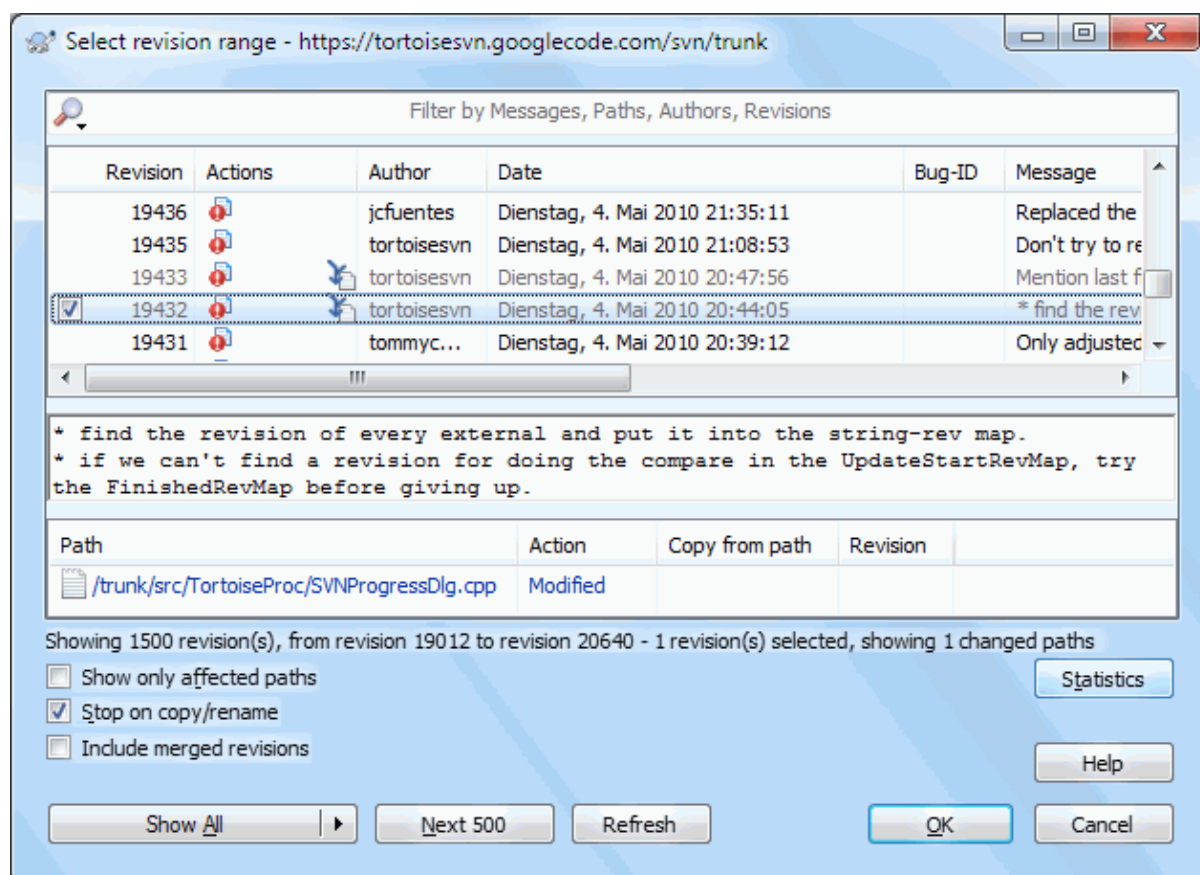 Select revision range - https://tortoisesvn.googlecode.com/svn/trunk
Filter by Messages, Paths, Authors, Revisions
Revision Actions Author Date Bug-ID Message
19436 jcfuentes Dienstag, 4. Mai 2010 21:35:11 Replaced the
19435 tortoisesvn Dienstag, 4. Mai 2010 21:08:53 Don't try to re
19433 tortoisesvn Dienstag, 4. Mai 2010 20:47:56 Mention last f
19432 tortoisesvn Dienstag, 4. Mai 2010 20:44:05 * find the rev
19431 tommyc... Dienstag, 4. Mai 2010 20:39:12 Only adjusted
* find the revision of every external and put it into the string-rev map.
* if we can't find a revision for doing the compare in the UpdateStartRevMap, try
the FinishedRevMap before giving up.
Path Action Copy from path Revision
/trunk/src/TortoiseProc/SVNProgressDlg.cpp Modified
Showing 1500 revision(s), from revision 19012 to revision 20640 - 1 revision(s) selected, showing 1 changed paths
Show only affected paths
Statistics
Stop on copy/rename
Include merged revisions
Help
Show All Next 500 Refresh OK Cancel